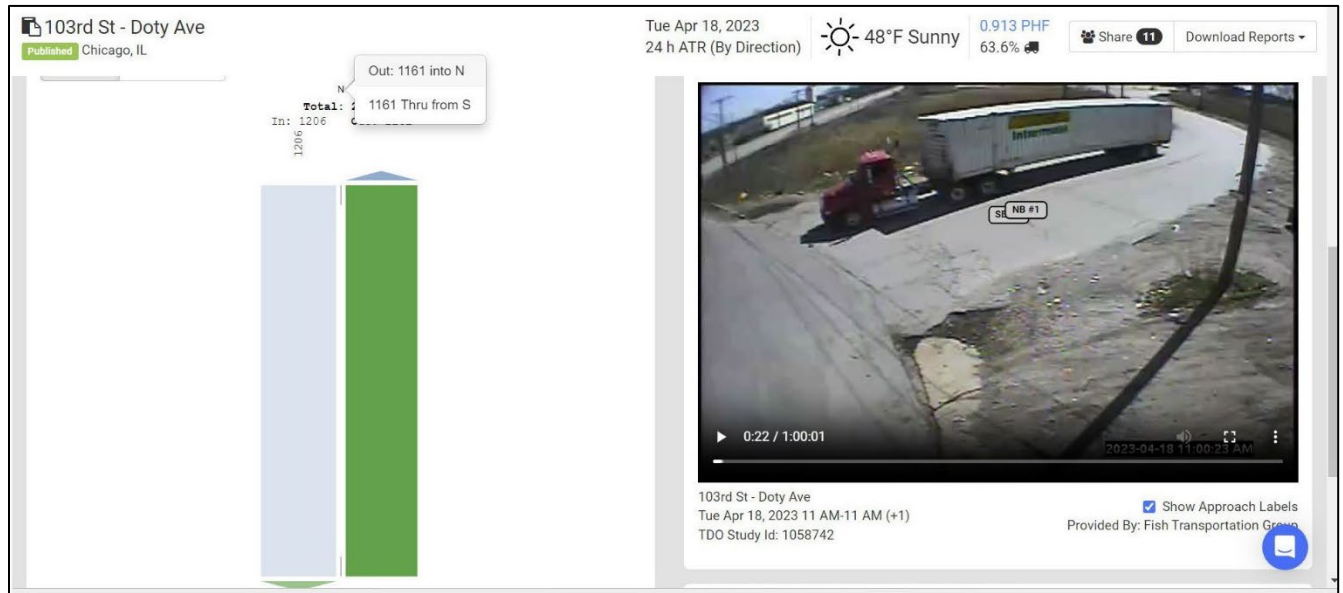 103rd St - Doty Ave
Published Chicago, IL
Tue Apr 18, 2023
24 h ATR (By Direction)
48°F Sunny
0.913 PHF
63.6%
Share 11
Download Reports
Out: 1161 into N
1161 Thru from S
N
Total:
In: 1206
1206
Intermodal
SB
NB #1
0:22 / 1:00:01
2023-04-18 11:00:23 AM
103rd St - Doty Ave
Tue Apr 18, 2023 11 AM-11 AM (+1)
TDO Study Id: 1058742
Show Approach Labels
Provided By: Fish Transportation Group